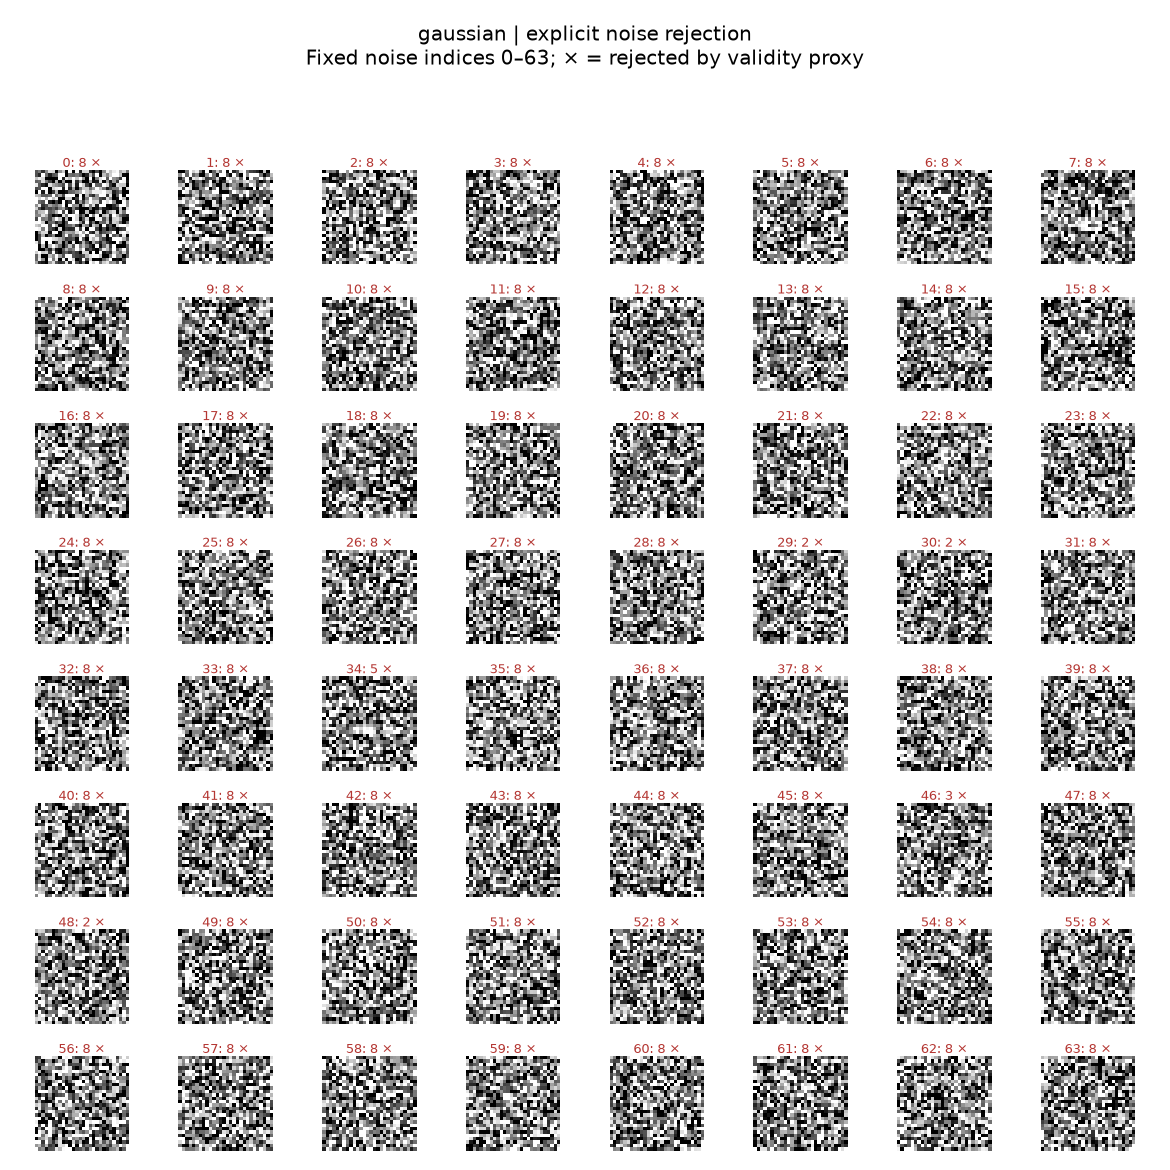 gaussian | explicit noise rejection
Fixed noise indices 0–63; × = rejected by validity proxy
0: 8 × 1: 8 × 2: 8 × 3: 8 × 4: 8 × 5: 8 × 6: 8 × 7: 8 ×
8: 8 × 9: 8 × 10: 8 × 11: 8 × 12: 8 × 13: 8 × 14: 8 × 15: 8 ×
16: 8 × 17: 8 × 18: 8 × 19: 8 × 20: 8 × 21: 8 × 22: 8 × 23: 8 ×
24: 8 × 25: 8 × 26: 8 × 27: 8 × 28: 8 × 29: 2 × 30: 2 × 31: 8 ×
32: 8 × 33: 8 × 34: 5 × 35: 8 × 36: 8 × 37: 8 × 38: 8 × 39: 8 ×
40: 8 × 41: 8 × 42: 8 × 43: 8 × 44: 8 × 45: 8 × 46: 3 × 47: 8 ×
48: 2 × 49: 8 × 50: 8 × 51: 8 × 52: 8 × 53: 8 × 54: 8 × 55: 8 ×
56: 8 × 57: 8 × 58: 8 × 59: 8 × 60: 8 × 61: 8 × 62: 8 × 63: 8 ×